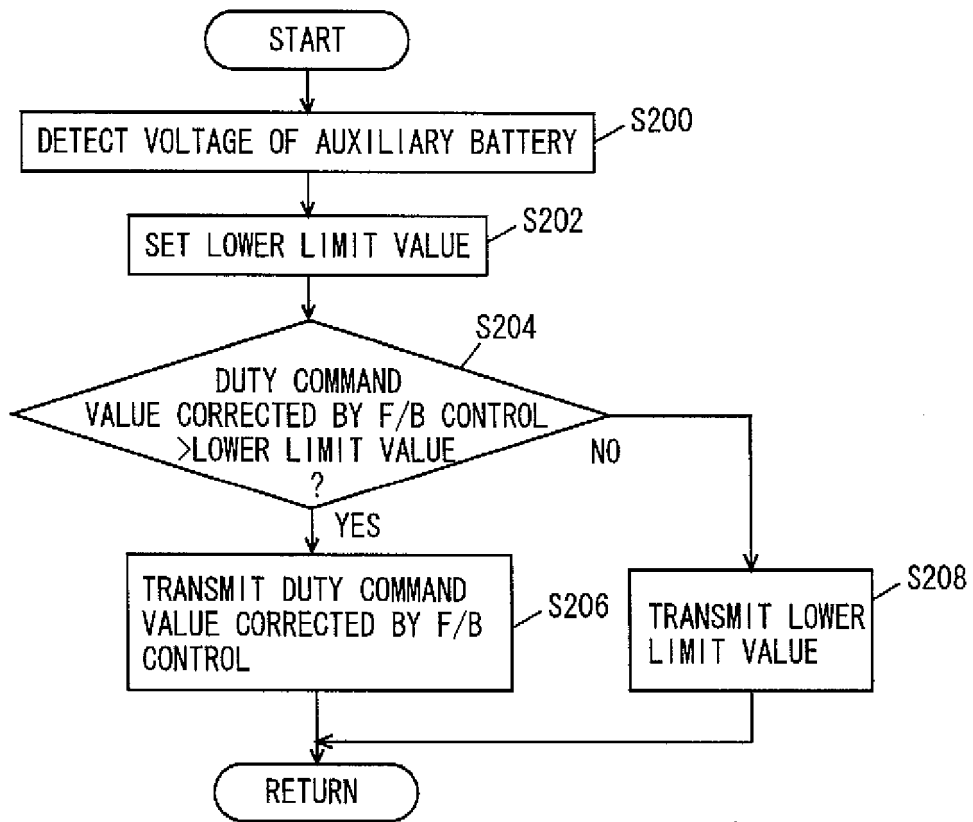 START
DETECT VOLTAGE OF AUXILIARY BATTERY
S200
SET LOWER LIMIT VALUE
S202
S204
DUTY COMMAND
VALUE CORRECTED BY F/B CONTROL
>LOWER LIMIT VALUE
?
NO
YES
TRANSMIT DUTY COMMAND
VALUE CORRECTED BY F/B
CONTROL
S206
TRANSMIT LOWER
LIMIT VALUE
S208
RETURN